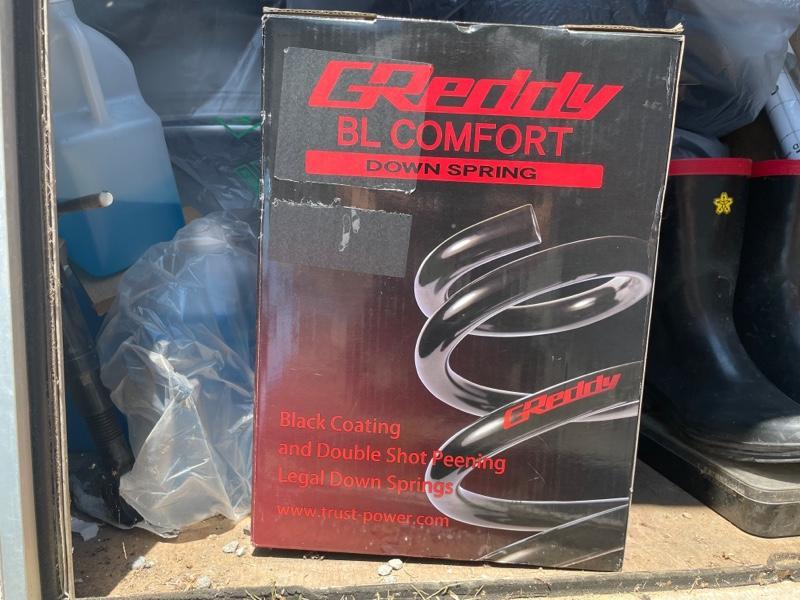 GReddy
BL COMFORT
DOWN SPRING
GReddy
Black Coating
and Double Shot Peening
Legal Down Springs
www.trust-power.com